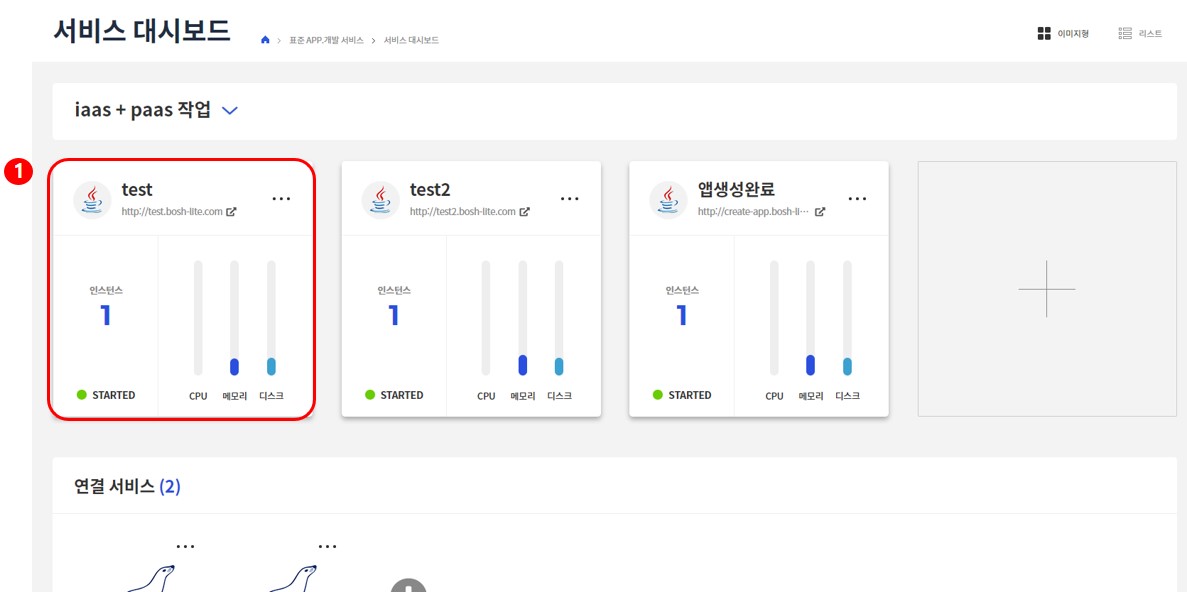 서비스 대시보드
> 표준 APP.개발 서비스 > 서비스 대시보드
이미지형
리스트
iaas + paas 작업
1
test
http://test.bosh-lite.com
인스턴스
1
STARTED
CPU 메모리 디스크
test2
http://test2.bosh-lite.com
인스턴스
1
STARTED
CPU 메모리 디스크
앱생성완료
http://create-app.bosh-li···
인스턴스
1
STARTED
CPU 메모리 디스크
연결 서비스 (2)